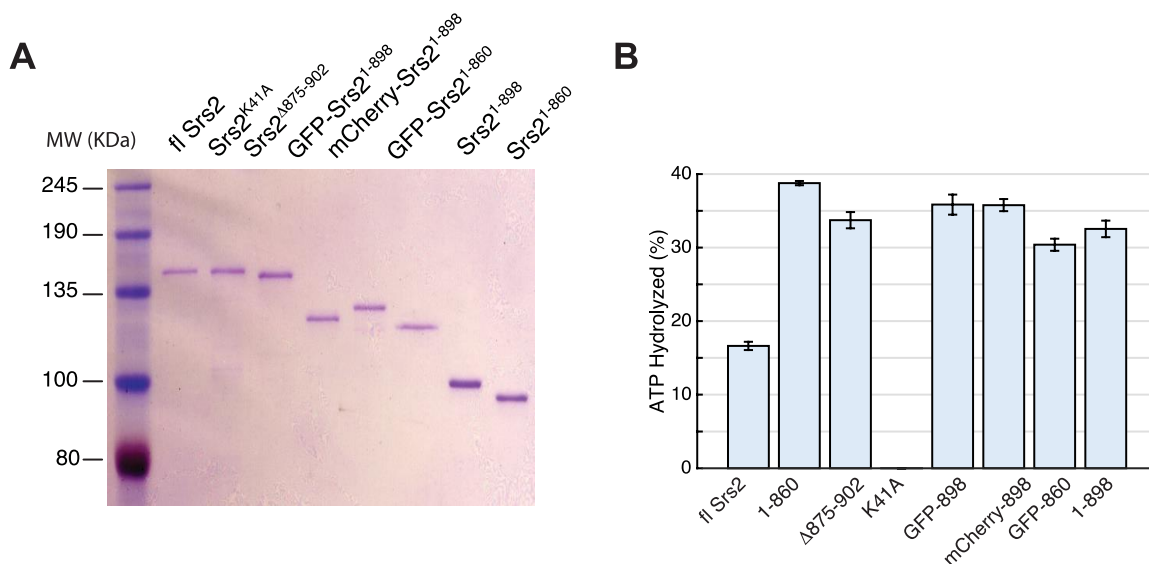 A
MW (KDa)
fl Srs2
Srs2K41A
Srs2Δ875-902
GFP-Srs21-898
mCherry-Srs21-898
GFP-Srs21-860
Srs21-898
Srs21-860
245
190
135
100
80
B
ATP Hydrolyzed (%)
40
30
20
10
0
fl Srs2
1-860
Δ875-902
K41A
GFP-898
mCherry-898
GFP-860
1-898